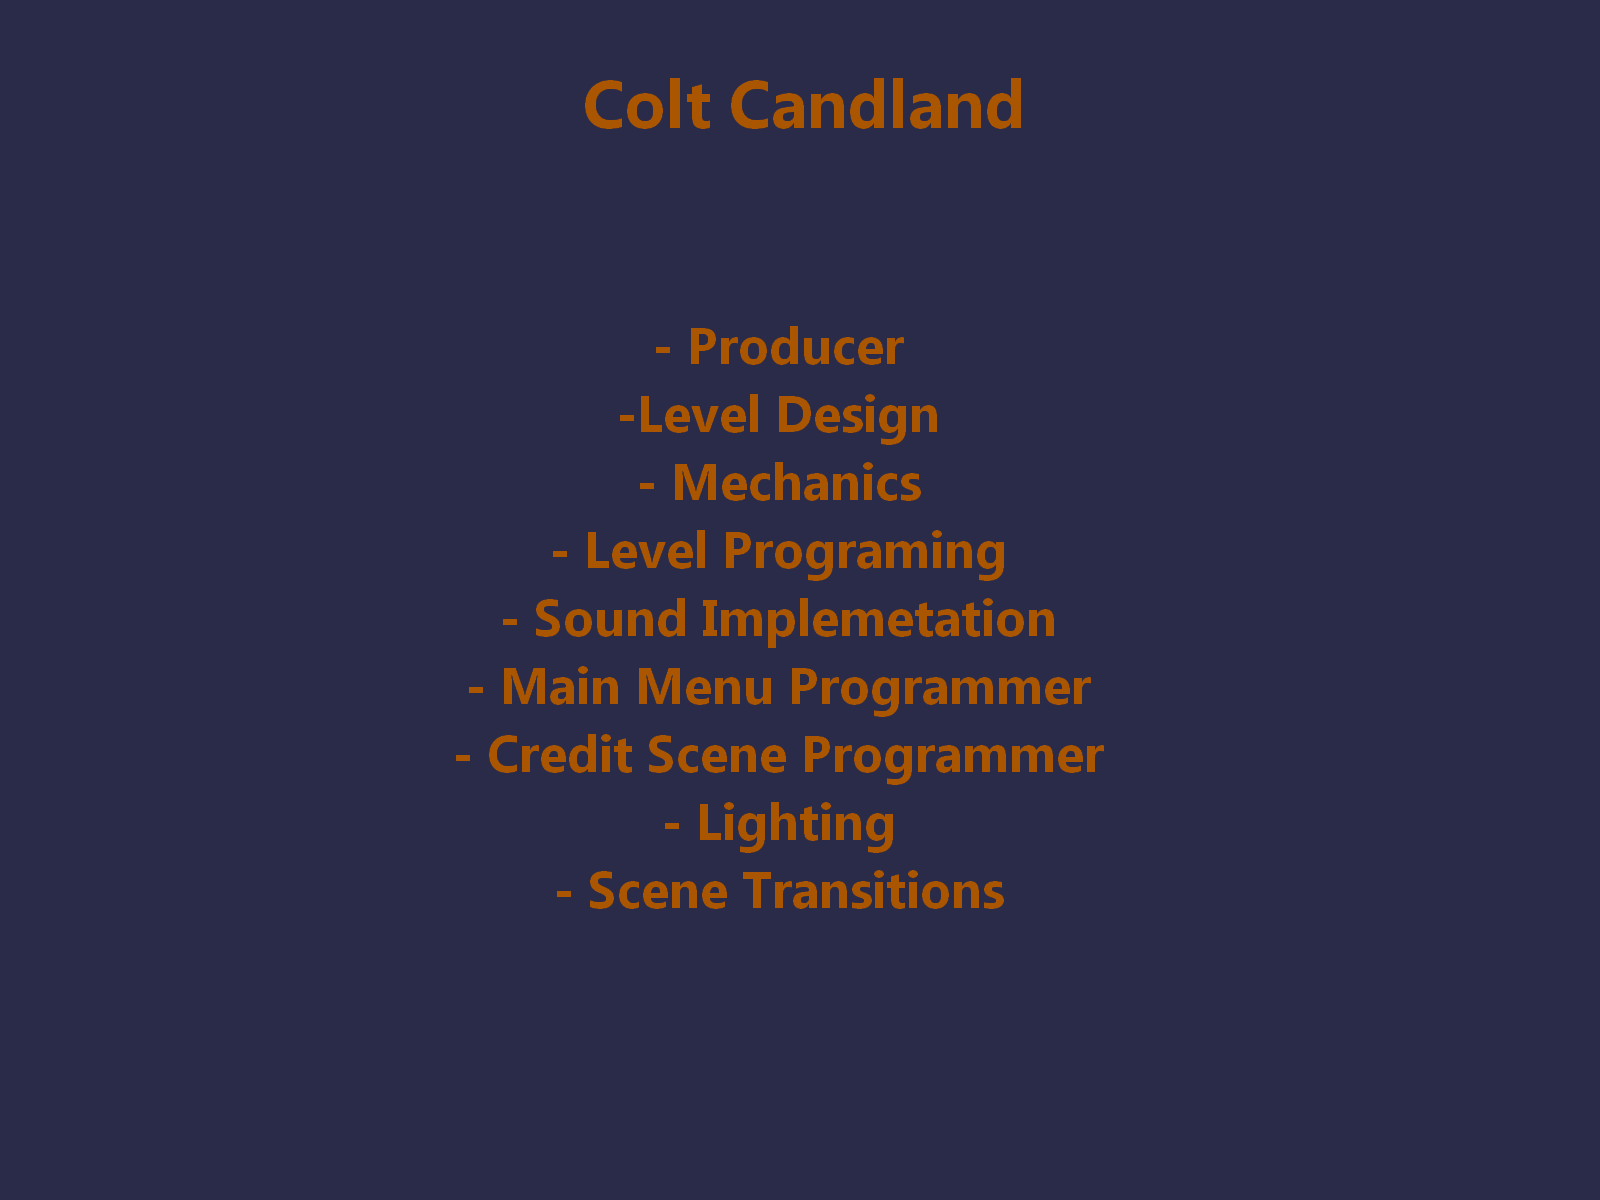 Colt Candland
- Producer
-Level Design
- Mechanics
- Level Programing
- Sound Implemetation
- Main Menu Programmer
- Credit Scene Programmer
- Lighting
- Scene Transitions